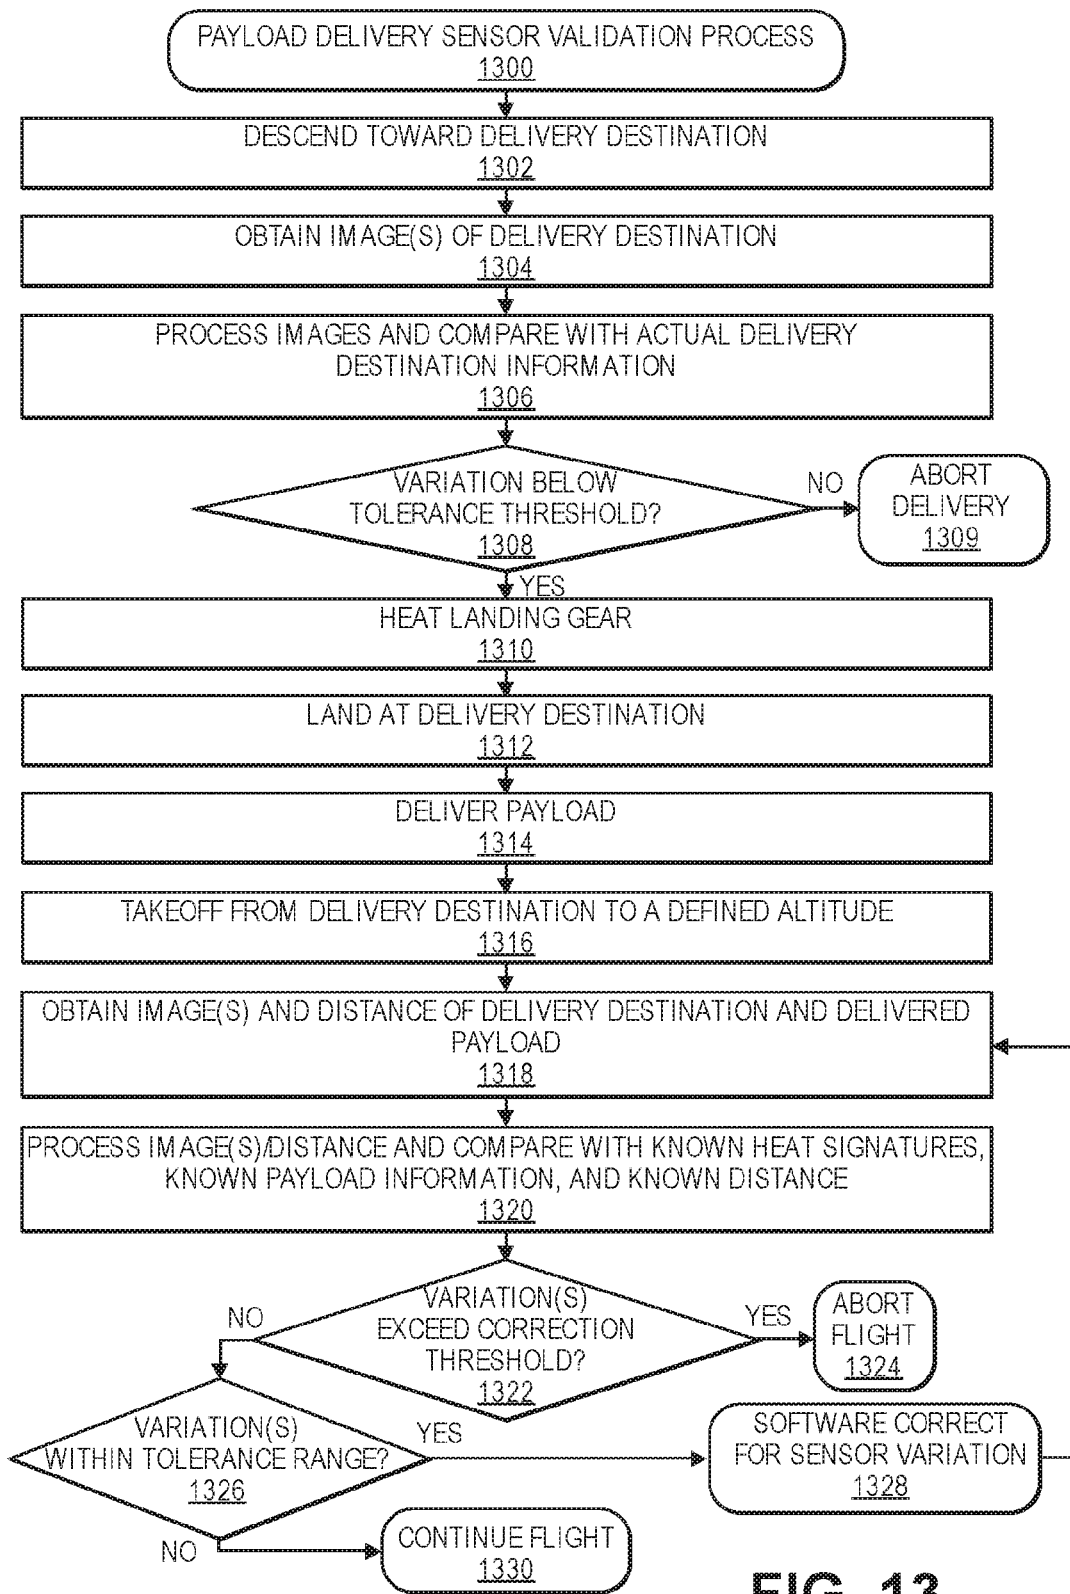 PAYLOAD DELIVERY SENSOR VALIDATION PROCESS
1300
DESCEND TOWARD DELIVERY DESTINATION
1302
OBTAIN IMAGE(S) OF DELIVERY DESTINATION
1304
PROCESS IMAGES AND COMPARE WITH ACTUAL DELIVERY
DESTINATION INFORMATION
1306
VARIATION BELOW
TOLERANCE THRESHOLD?
1308
NO
ABORT
DELIVERY
1309
YES
HEAT LANDING GEAR
1310
LAND AT DELIVERY DESTINATION
1312
DELIVER PAYLOAD
1314
TAKEOFF FROM DELIVERY DESTINATION TO A DEFINED ALTITUDE
1316
OBTAIN IMAGE(S) AND DISTANCE OF DELIVERY DESTINATION AND DELIVERED
PAYLOAD
1318
PROCESS IMAGE(S)/DISTANCE AND COMPARE WITH KNOWN HEAT SIGNATURES,
KNOWN PAYLOAD INFORMATION, AND KNOWN DISTANCE
1320
VARIATION(S)
EXCEED CORRECTION
THRESHOLD?
1322
NO
YES
ABORT
FLIGHT
1324
VARIATION(S)
WITHIN TOLERANCE RANGE?
1326
YES
SOFTWARE CORRECT
FOR SENSOR VARIATION
1328
NO
CONTINUE FLIGHT
1330
FIG. 13